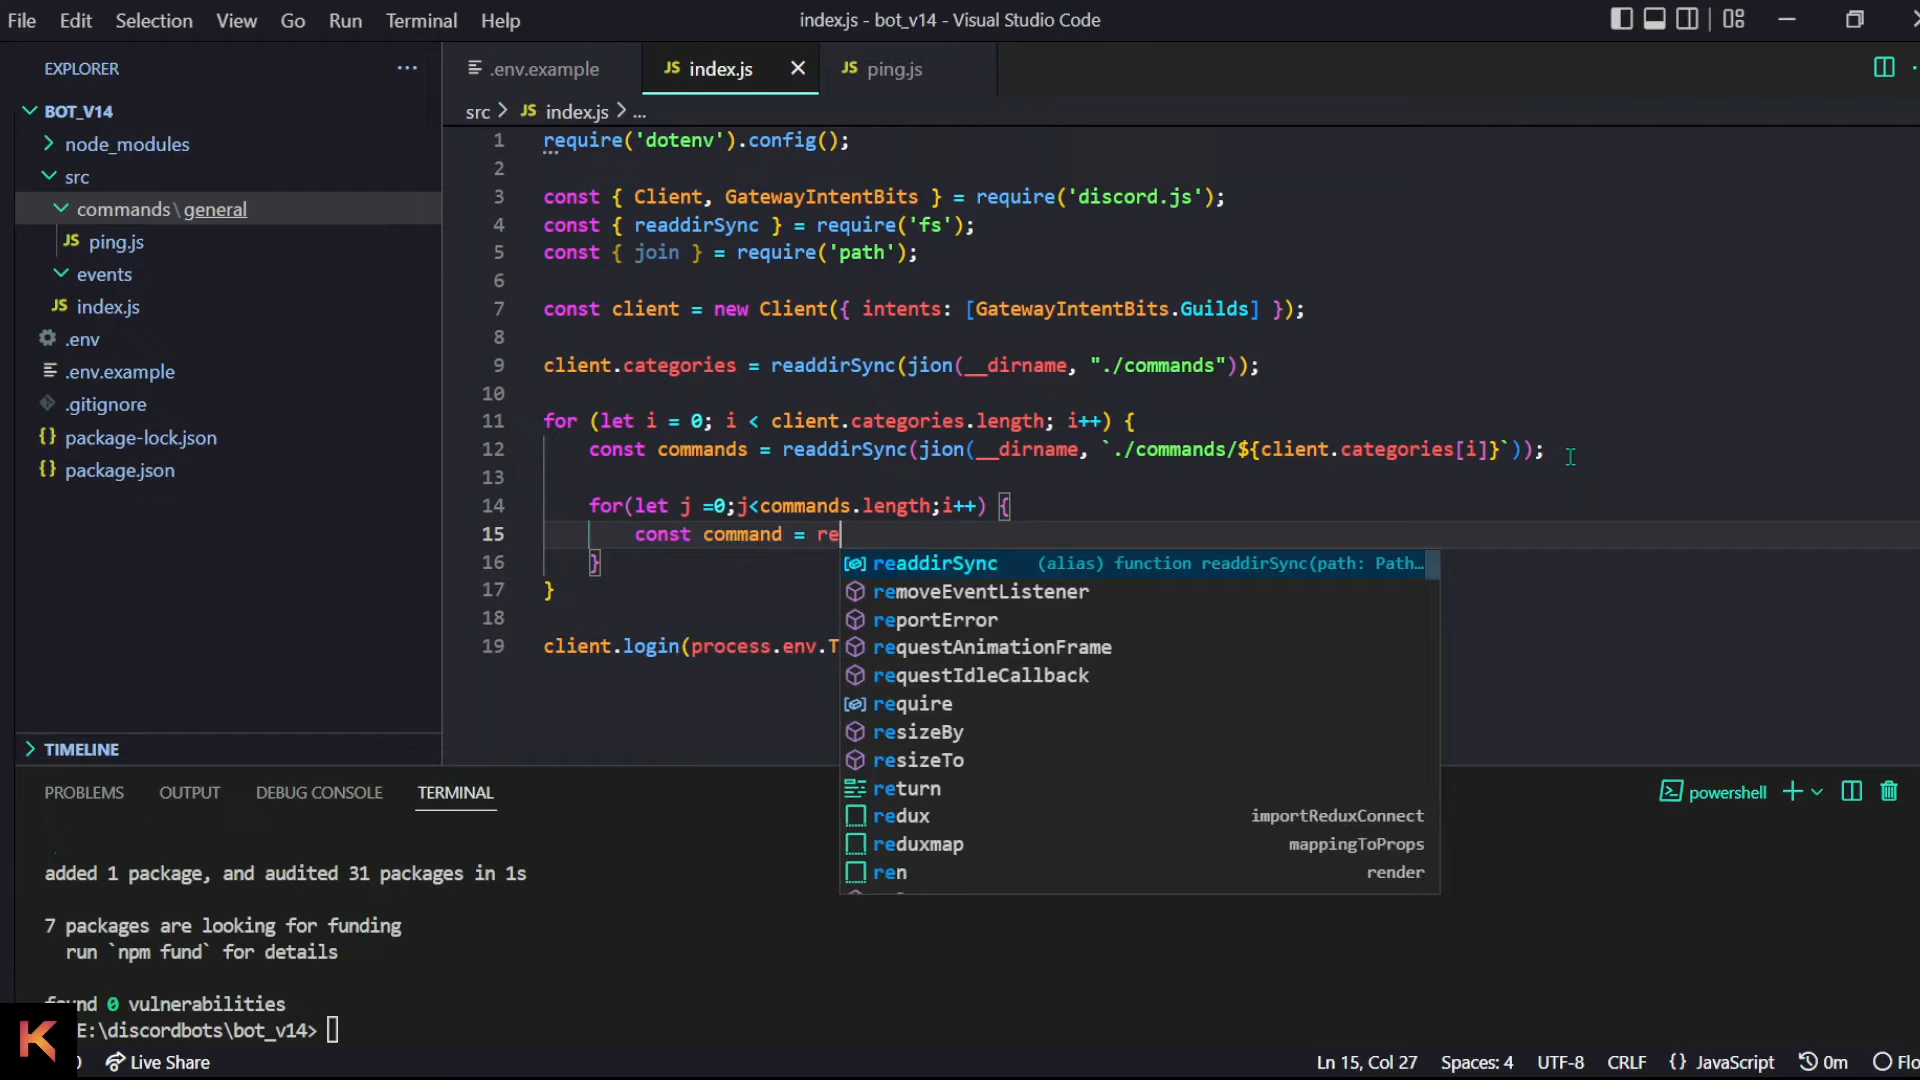 File Edit Selection View Go Run Terminal Help index.js - bot_v14 - Visual Studio Code
EXPLORER ...
.env.example
JS index.js
JS ping.js
src > JS index.js > ...
BOT_V14
node_modules
src
commands\general
JS ping.js
events
JS index.js
.env
.env.example
.gitignore
{} package-lock.json
{} package.json
TIMELINE
1 require('dotenv').config();
2
3 const { Client, GatewayIntentBits } = require('discord.js');
4 const { readdirSync } = require('fs');
5 const { join } = require('path');
6
7 const client = new Client({ intents: [GatewayIntentBits.Guilds] });
8
9 client.categories = readdirSync(jion(__dirname, "./commands"));
10
11 for (let i = 0; i < client.categories.length; i++) {
12 const commands = readdirSync(jion(__dirname, `./commands/${client.categories[i]}`));
13
14 for(let j =0;j<commands.length;i++) {
15 const command = re
16 }
17 }
18
19 client.login(process.env.T
readdirSync (alias) function readdirSync(path: Path...
removeEventListener
reportError
requestAnimationFrame
requestIdleCallback
require
resizeBy
resizeTo
return
redux importReduxConnect
reduxmap mappingToProps
ren render
PROBLEMS OUTPUT DEBUG CONSOLE TERMINAL
powershell
added 1 package, and audited 31 packages in 1s
7 packages are looking for funding
run `npm fund` for details
found 0 vulnerabilities
E:\discordbots\bot_v14>
K
Live Share
Ln 15, Col 27 Spaces: 4 UTF-8 CRLF {} JavaScript 0m Flo